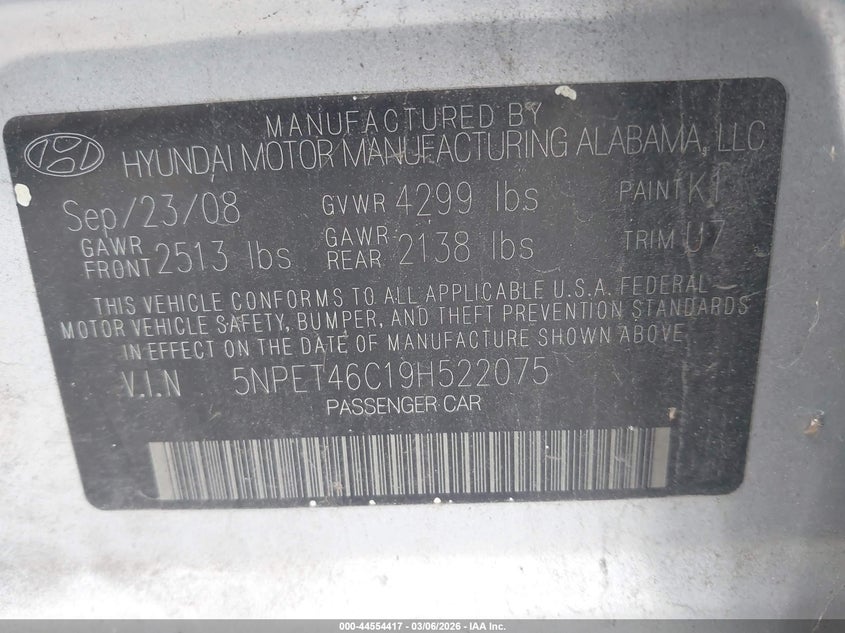 MANUFACTURED BY
HYUNDAI MOTOR MANUFACTURING ALABAMA, LLC
Sep/23/08 GVWR 4299 lbs PAINT K1
GAWR FRONT 2513 lbs GAWR REAR 2138 lbs TRIM U7
THIS VEHICLE CONFORMS TO ALL APPLICABLE U.S.A. FEDERAL
MOTOR VEHICLE SAFETY, BUMPER, AND THEFT PREVENTION STANDARDS
IN EFFECT ON THE DATE OF MANUFACTURE SHOWN ABOVE
V.I.N 5NPET46C19H522075
PASSENGER CAR
000-44554417 - 03/06/2026 - IAA Inc.